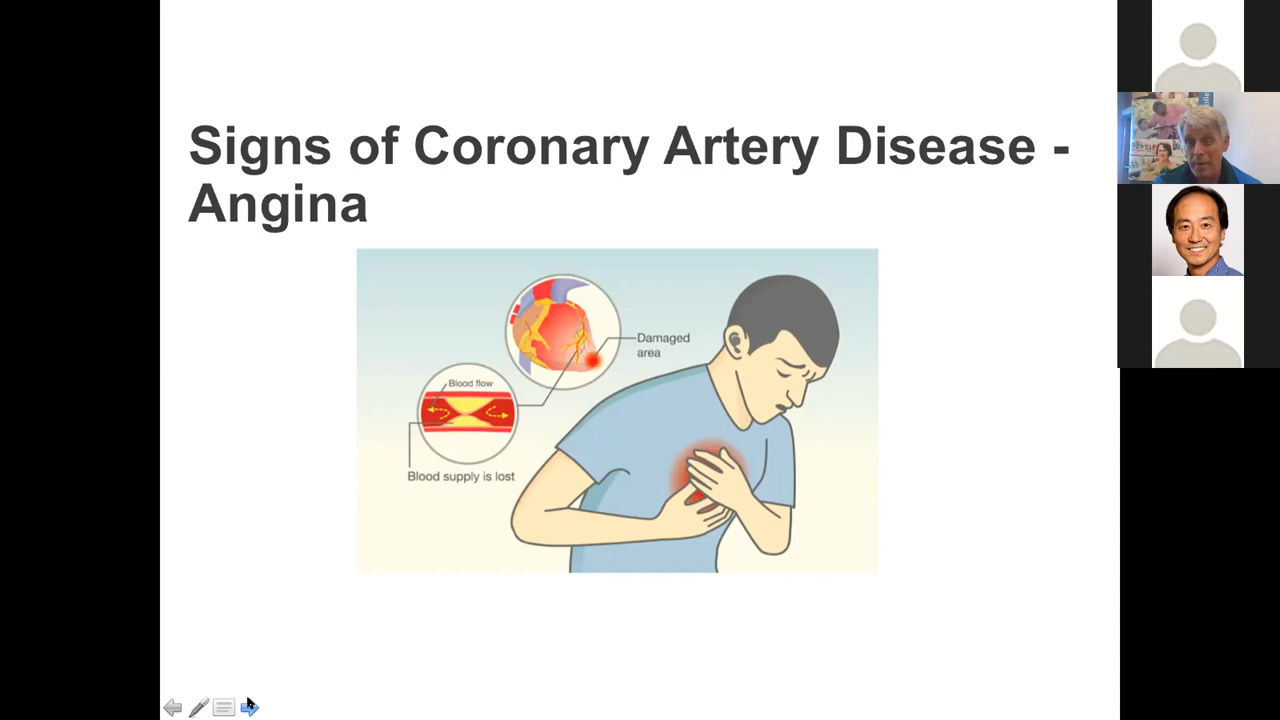 Signs of Coronary Artery Disease -
Angina
Damaged
area
Blood flow
Blood supply is lost